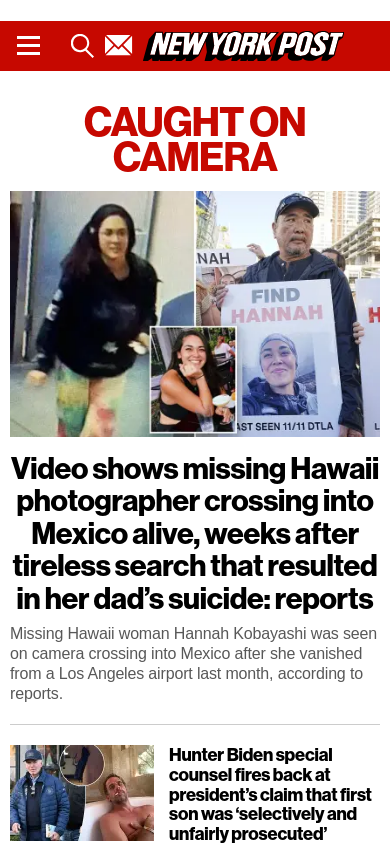 NEW YORK POST
CAUGHT ON
CAMERA
NAH
FIND
HANNAH
H
AST SEEN 11/11 DTLA
L
Video shows missing Hawaii
photographer crossing into
Mexico alive, weeks after
tireless search that resulted
in her dad’s suicide: reports
Missing Hawaii woman Hannah Kobayashi was seen
on camera crossing into Mexico after she vanished
from a Los Angeles airport last month, according to
reports.
Hunter Biden special
counsel fires back at
president’s claim that first
son was ‘selectively and
unfairly prosecuted’